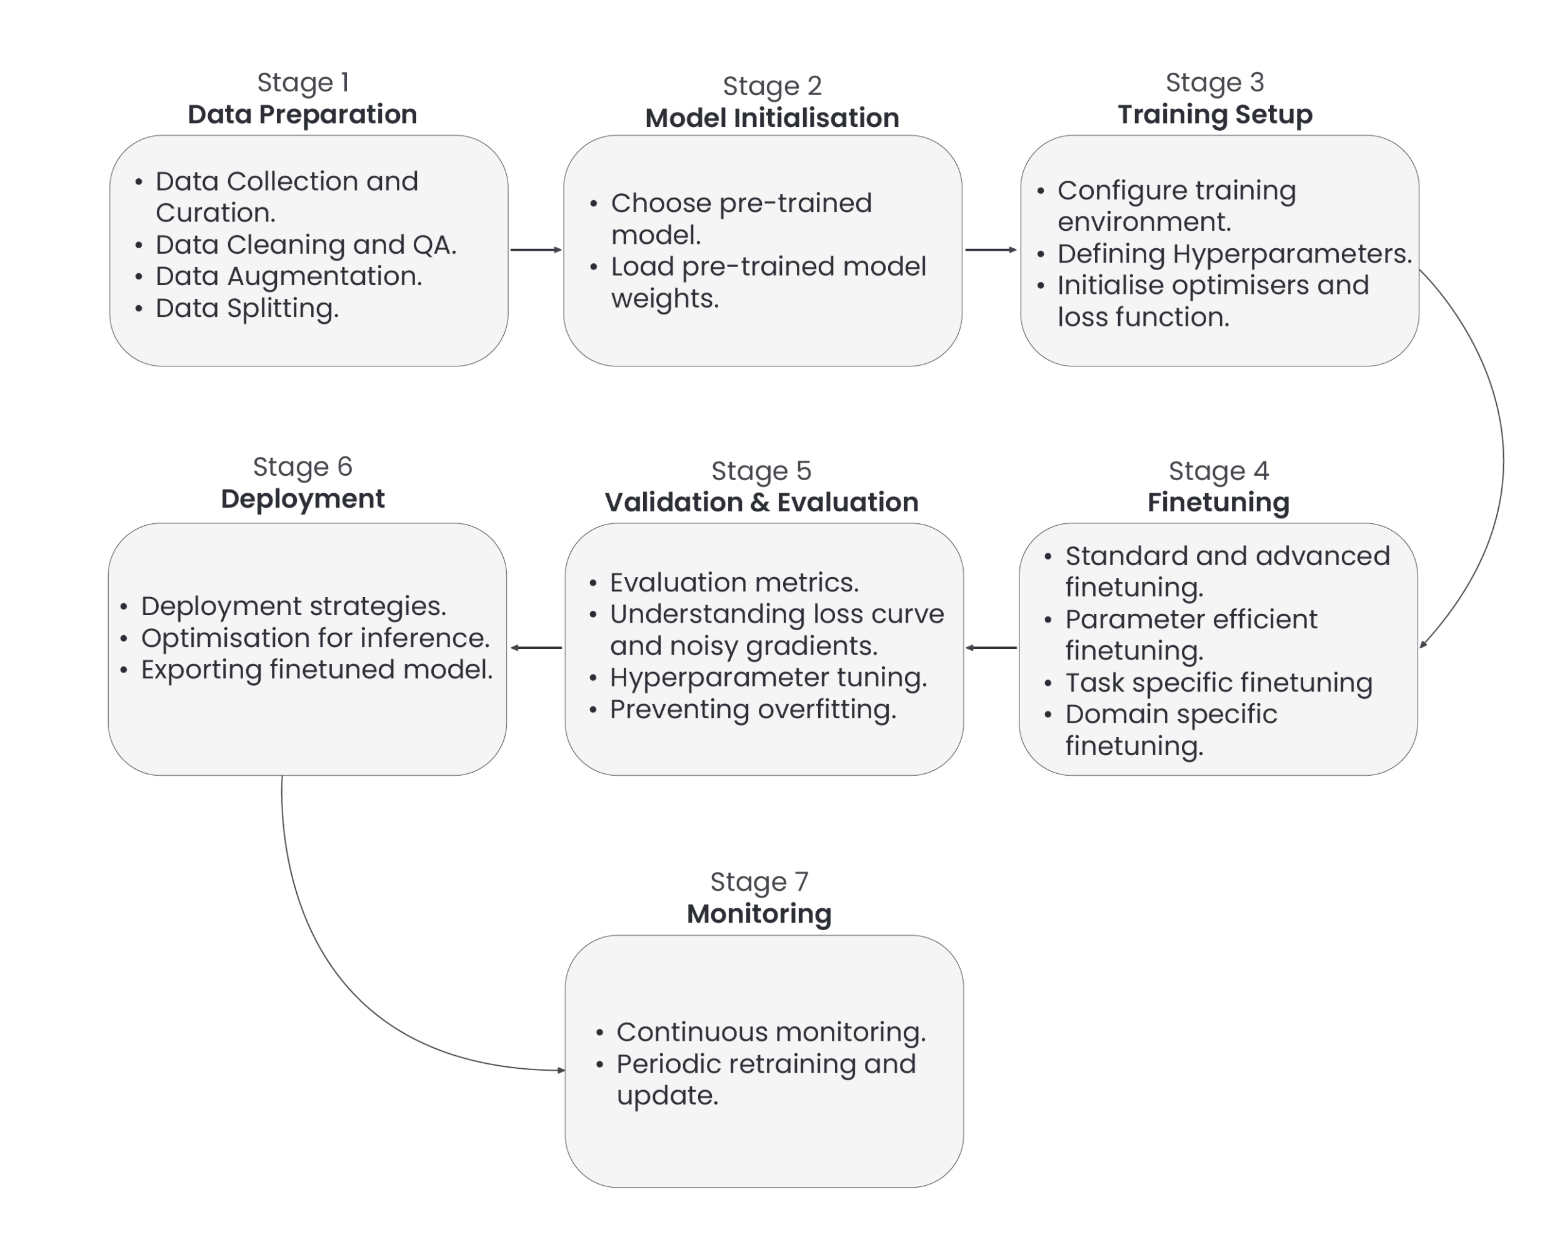 Stage 1
Data Preparation
• Data Collection and
Curation.
• Data Cleaning and QA.
• Data Augmentation.
• Data Splitting.
Stage 2
Model Initialisation
• Choose pre-trained
model.
• Load pre-trained model
weights.
Stage 3
Training Setup
• Configure training
environment.
• Defining Hyperparameters.
• Initialise optimisers and
loss function.
Stage 4
Finetuning
• Standard and advanced
finetuning.
• Parameter efficient
finetuning.
• Task specific finetuning
• Domain specific
finetuning.
Stage 5
Validation & Evaluation
• Evaluation metrics.
• Understanding loss curve
and noisy gradients.
• Hyperparameter tuning.
• Preventing overfitting.
Stage 6
Deployment
• Deployment strategies.
• Optimisation for inference.
• Exporting finetuned model.
Stage 7
Monitoring
• Continuous monitoring.
• Periodic retraining and
update.